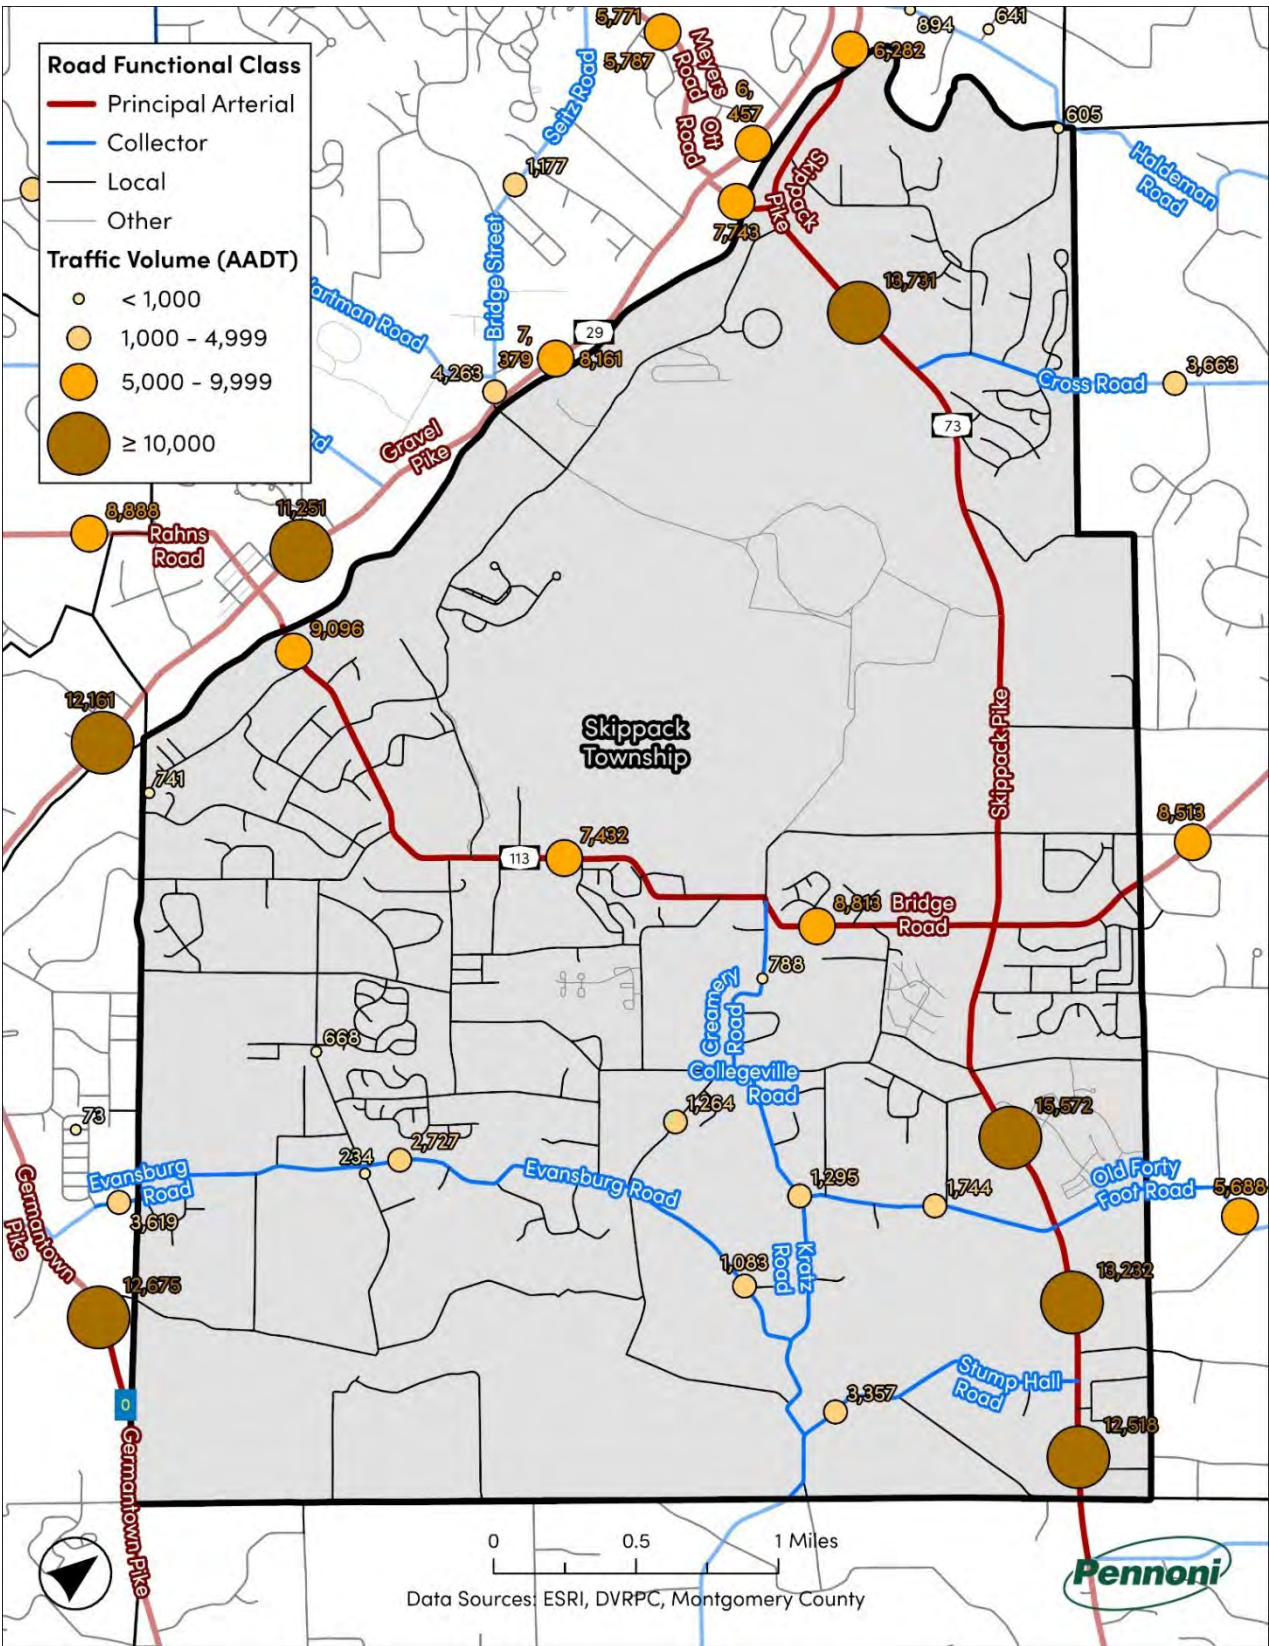 Road Functional Class
Principal Arterial
Collector
Local
Other
Traffic Volume (AADT)
< 1,000
1,000 - 4,999
5,000 - 9,999
≥ 10,000
5,771
5,787
Meyers
Road
Ott
Road
6,282
894
641
6,
457
605
Seitz Road
1,177
Haldeman
Road
Skippack
Pike
7,743
Bridge Street
13,731
29
7,
379
8,161
4,263
Cross Road
3,663
73
Gravel
Pike
11,251
8,888
Rahns
Road
9,096
12,161
Skippack
Township
741
Skippack Pike
8,513
7,432
113
8,813
Bridge
Road
788
Creamery
Road
668
Collegeville
Road
1,264
73
15,572
2,727
234
Evansburg
Road
3,619
Evansburg Road
1,295
1,744
Old Forty
Foot Road
5,688
Germantown
Pike
1,083
Kratz
Road
12,675
13,232
Stump Hall
Road
3,357
0
12,518
Germantown Pike
0
0.5
1 Miles
Data Sources: ESRI, DVRPC, Montgomery County
Pennoni